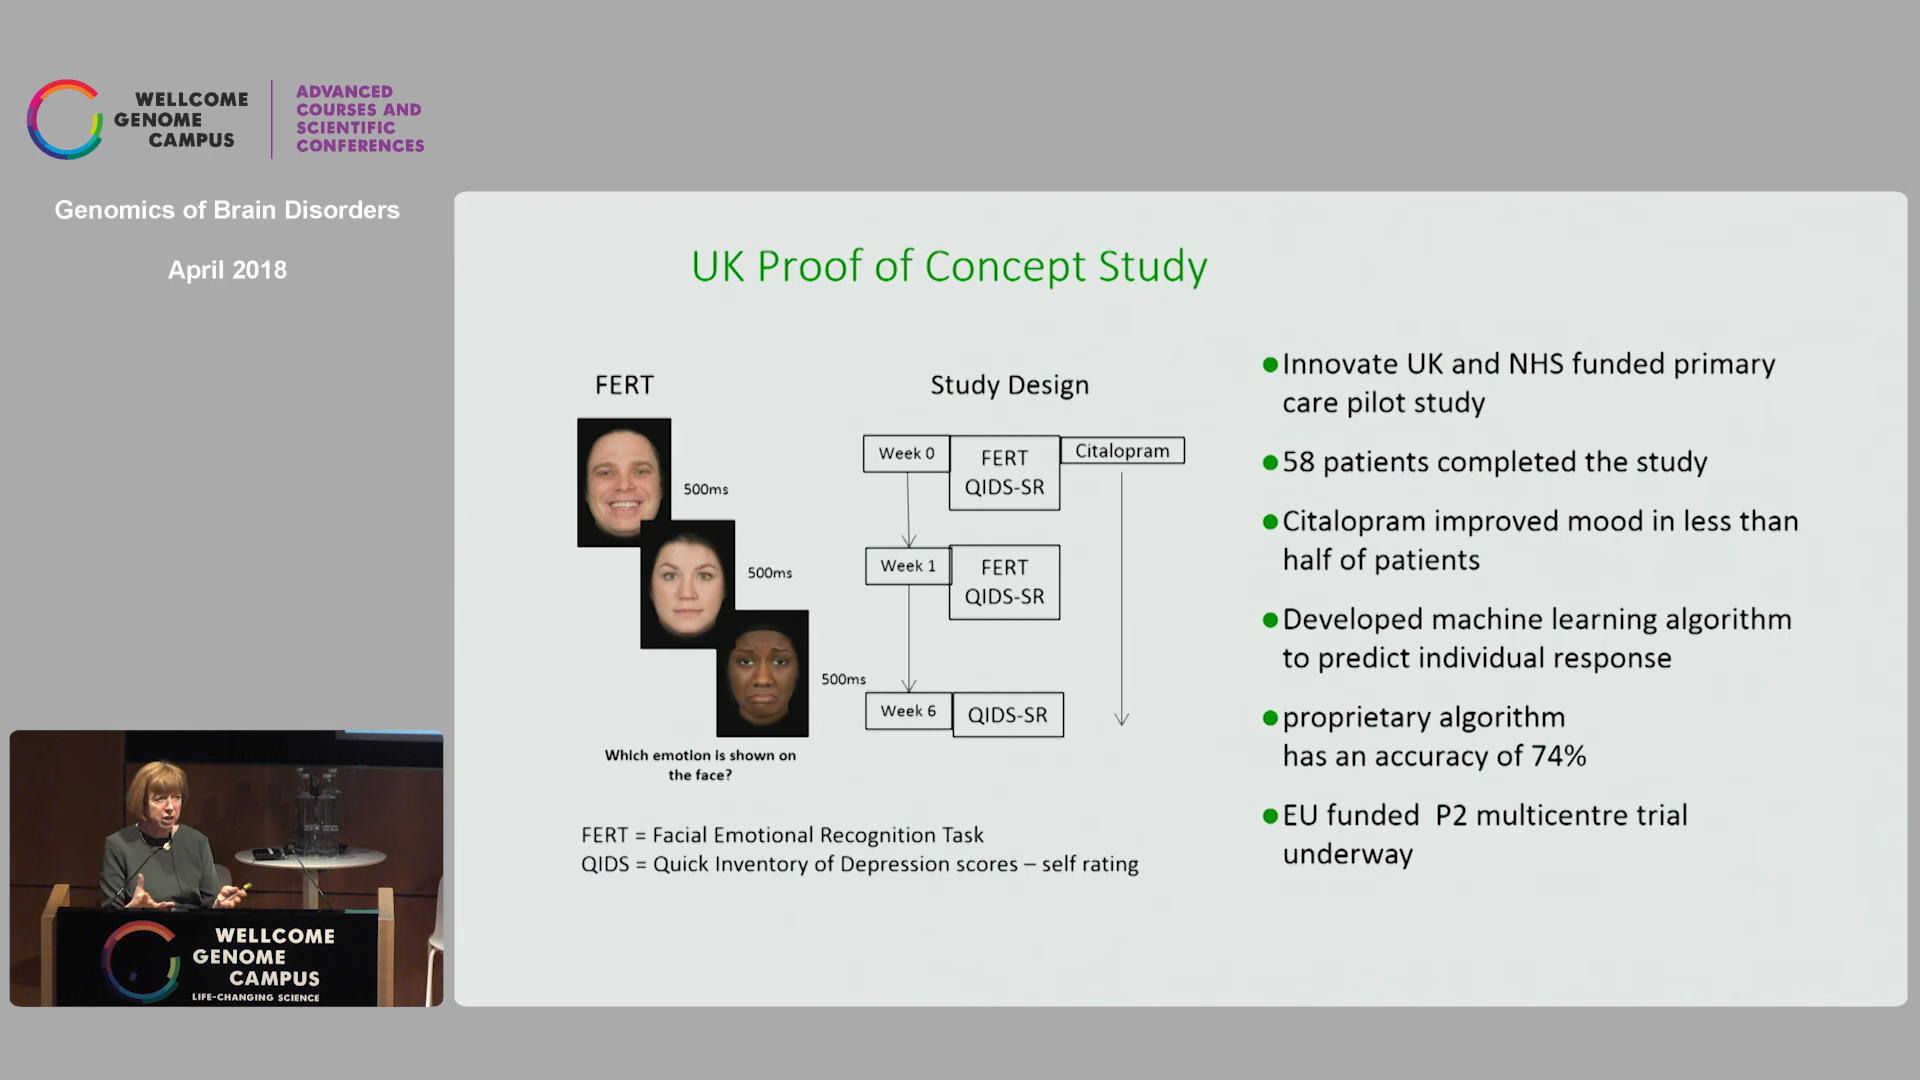 WELLCOME
GENOME
CAMPUS
ADVANCED
COURSES AND
SCIENTIFIC
CONFERENCES
Genomics of Brain Disorders
April 2018
UK Proof of Concept Study
FERT
500ms
500ms
500ms
Which emotion is shown on
the face?
Study Design
Week 0
FERT
QIDS-SR
Citalopram
Week 1
FERT
QIDS-SR
Week 6
QIDS-SR
FERT = Facial Emotional Recognition Task
QIDS = Quick Inventory of Depression scores – self rating
●Innovate UK and NHS funded primary
care pilot study
●58 patients completed the study
●Citalopram improved mood in less than
half of patients
●Developed machine learning algorithm
to predict individual response
●proprietary algorithm
has an accuracy of 74%
●EU funded P2 multicentre trial
underway
WELLCOME
GENOME
CAMPUS
LIFE-CHANGING SCIENCE